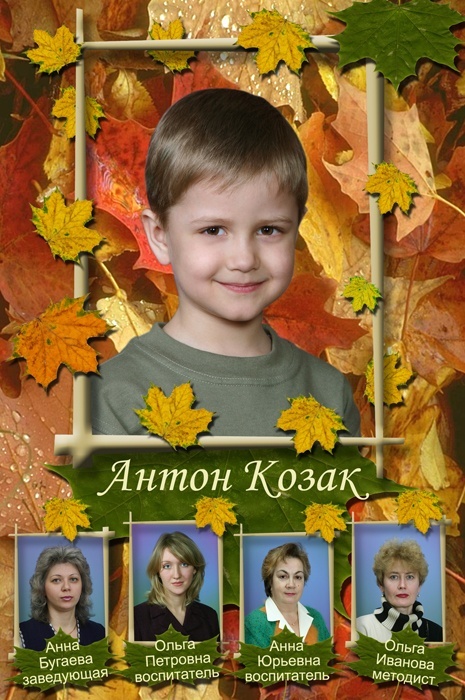 Антон Козак
Анна
Бугаева
заведующая
Ольга
Петровна
воспитатель
Анна
Юрьевна
воспитатель
Ольга
Иванова
методист